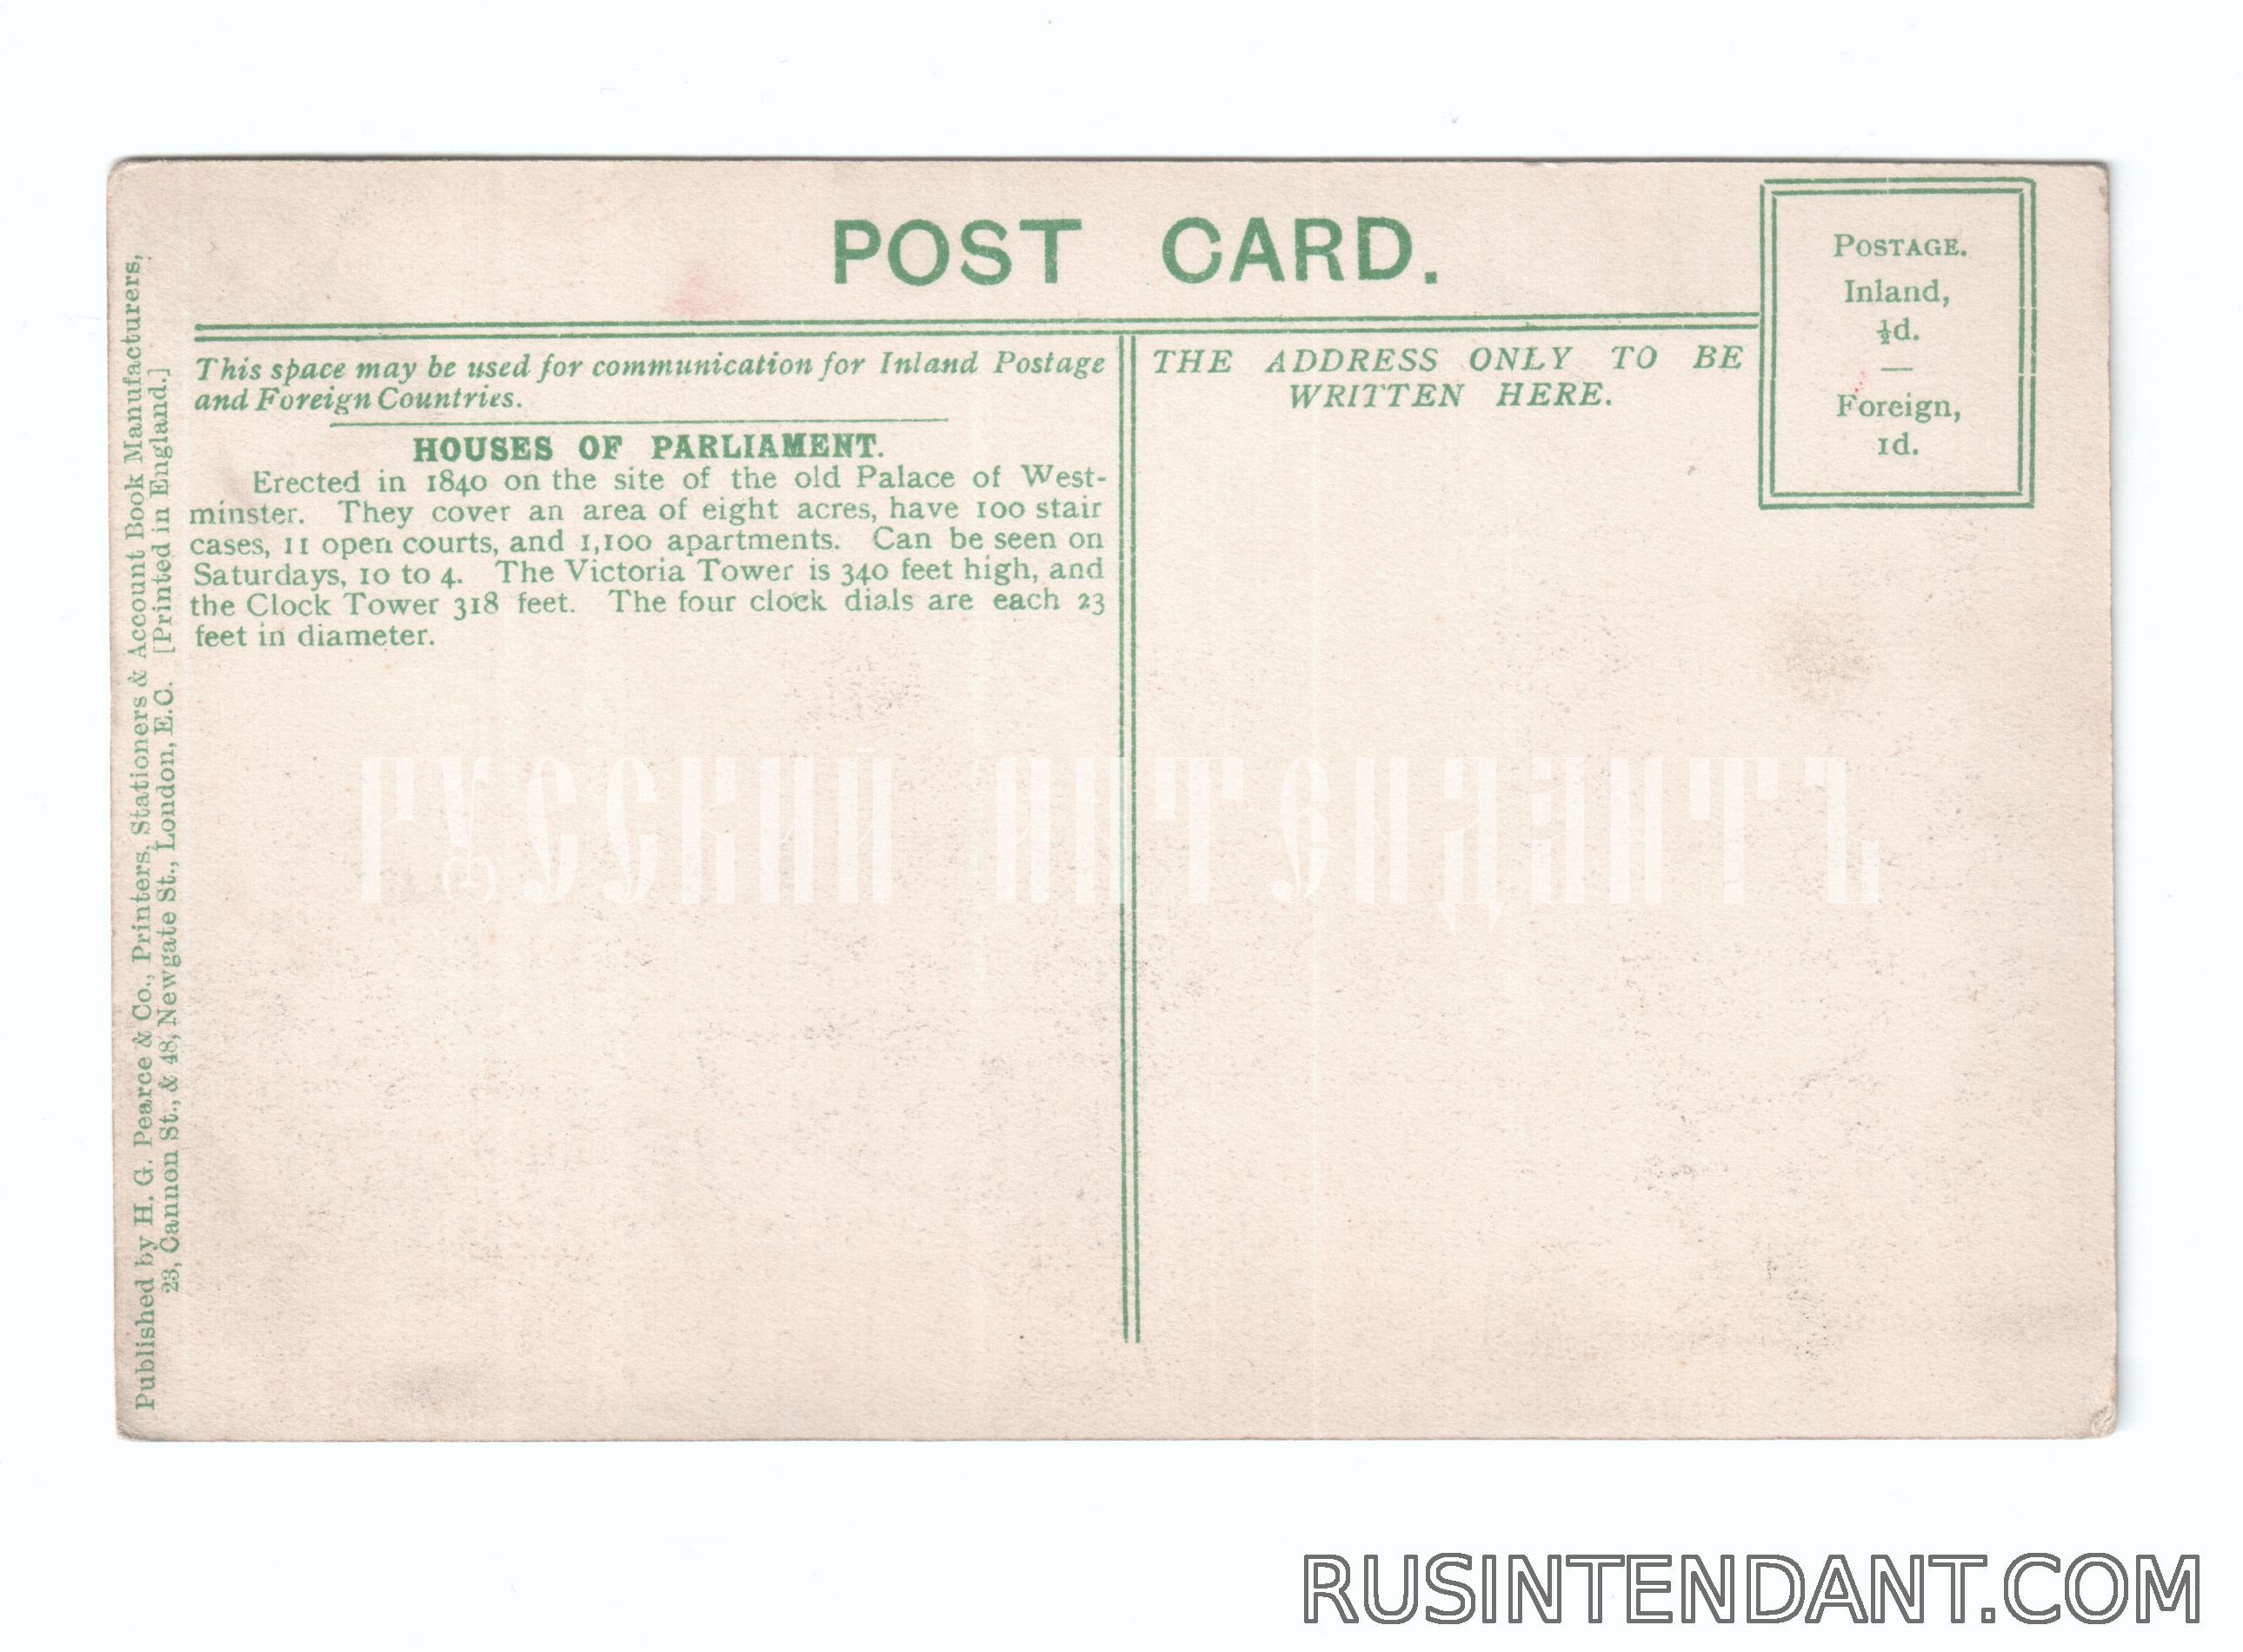 POST CARD.
POSTAGE.
Inland,
½d.
—
Foreign,
1d.
This space may be used for communication for Inland Postage
and Foreign Countries.
THE ADDRESS ONLY TO BE
WRITTEN HERE.
HOUSES OF PARLIAMENT.
Erected in 1840 on the site of the old Palace of West-
minster. They cover an area of eight acres, have 100 stair
cases, 11 open courts, and 1,100 apartments. Can be seen on
Saturdays, 10 to 4. The Victoria Tower is 340 feet high, and
the Clock Tower 318 feet. The four clock dials are each 23
feet in diameter.
Published by H. G. Pearce & Co., Printers, Stationers & Account Book Manufacturers,
23, Cannon St., & 48, Newgate St., London, E.C. [Printed in England.]
РУССКИЙ ИНТЕНДАНТЪ
RUSINTENDANT.COM